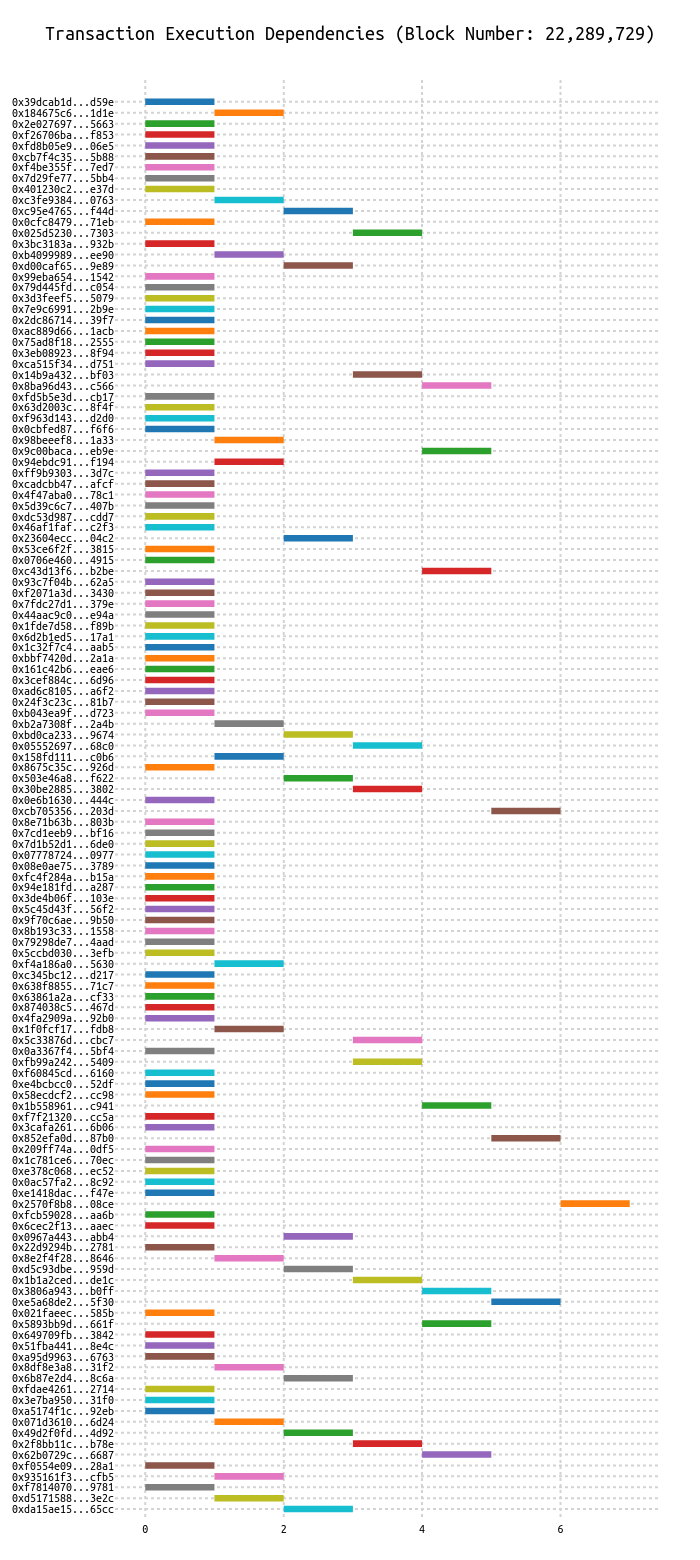 Transaction Execution Dependencies (Block Number: 22,289,729)
0x39dcab1d...d59e
0x184675c6...1d1e
0x2e027697...5663
0xf26706ba...f853
0xfd8b05e9...06e5
0xcb7f4c35...5b88
0xf4be355f...7ed7
0x7d29fe77...5bb4
0x401230c2...e37d
0xc3fe9384...0763
0xc95e4765...f44d
0x0cfc8479...71eb
0x025d5230...7303
0x3bc3183a...932b
0xb4099989...ee90
0xd00caf65...9e89
0x99eba654...1542
0x79d445fd...c054
0x3d3feef5...5079
0x7e9c6991...2b9e
0x2dc86714...39f7
0xac889d66...1acb
0x75ad8f18...2555
0x3eb08923...8f94
0xca515f34...d751
0x14b9a432...bf03
0x8ba96d43...c566
0xfd5b5e3d...cb17
0x63d2003c...8f4f
0xf963d143...d2d0
0x0cbfed87...f6f6
0x98beeef8...1a33
0x9c00baca...eb9e
0x94ebdc91...f194
0xff9b9303...3d7c
0xcadcbb47...afcf
0x4f47aba0...78c1
0x5d39c6c7...407b
0xdc53d987...cdd7
0x46af1faf...c2f3
0x23604ecc...04c2
0x53ce6f2f...3815
0x0706e460...4915
0xc43d13f6...b2be
0x93c7f04b...62a5
0xf2071a3d...3430
0x7fdc27d1...379e
0x44aac9c0...e94a
0x1fde7d58...f89b
0x6d2b1ed5...17a1
0x1c32f7c4...aab5
0xbbf7420d...2a1a
0x161c42b6...eae6
0x3cef884c...6d96
0xad6c8105...a6f2
0x24f3c23c...81b7
0xb043ea9f...d723
0xb2a7308f...2a4b
0xbd0ca233...9674
0x05552697...68c0
0x158fd111...c0b6
0x8675c35c...926d
0x503e46a8...f622
0x30be2885...3802
0x0e6b1630...444c
0xcb705356...203d
0x8e71b63b...803b
0x7cd1eeb9...bf16
0x7d1b52d1...6de0
0x07778724...0977
0x08e0ae75...3789
0xfc4f284a...b15a
0x94e181fd...a287
0x3de4b06f...103e
0x5c45d43f...56f2
0x9f70c6ae...9b50
0x8b193c33...1558
0x79298de7...4aad
0x5ccbd030...3efb
0xf4a186a0...5630
0xc345bc12...d217
0x638f8855...71c7
0x63861a2a...cf33
0x874038c5...467d
0x4fa2909a...92b0
0x1f0fcf17...fdb8
0x5c33876d...cbc7
0x0a3367f4...5bf4
0xfb99a242...5409
0xf60845cd...6160
0xe4bcbcc0...52df
0x58ecdcf2...cc98
0x1b558961...c941
0xf7f21320...cc5a
0x3cafa261...6b06
0x852efa0d...87b0
0x209ff74a...0df5
0x1c781ce6...70ec
0xe378c068...ec52
0x0ac57fa2...8c92
0xe1418dac...f47e
0x2570f8b8...08ce
0xfcb59028...aa6b
0x6cec2f13...aaec
0x0967a443...abb4
0x22d9294b...2781
0x8e2f4f28...8646
0xd5c93dbe...959d
0x1b1a2ced...de1c
0x3806a943...b0ff
0xe5a68de2...5f30
0x021faeec...585b
0x5893bb9d...661f
0x649709fb...3842
0x51fba441...8e4c
0xa95d9963...6763
0x8df8e3a8...31f2
0x6b87e2d4...8c6a
0xfdae4261...2714
0x3e7ba950...31f0
0xa5174f1c...92eb
0x071d3610...6d24
0x49d2f0fd...4d92
0x2f8bb11c...b78e
0x62b0729c...6687
0xf0554e09...28a1
0x935161f3...cfb5
0xf7814070...9781
0xd5171588...3e2c
0xda15ae15...65cc
0 2 4 6